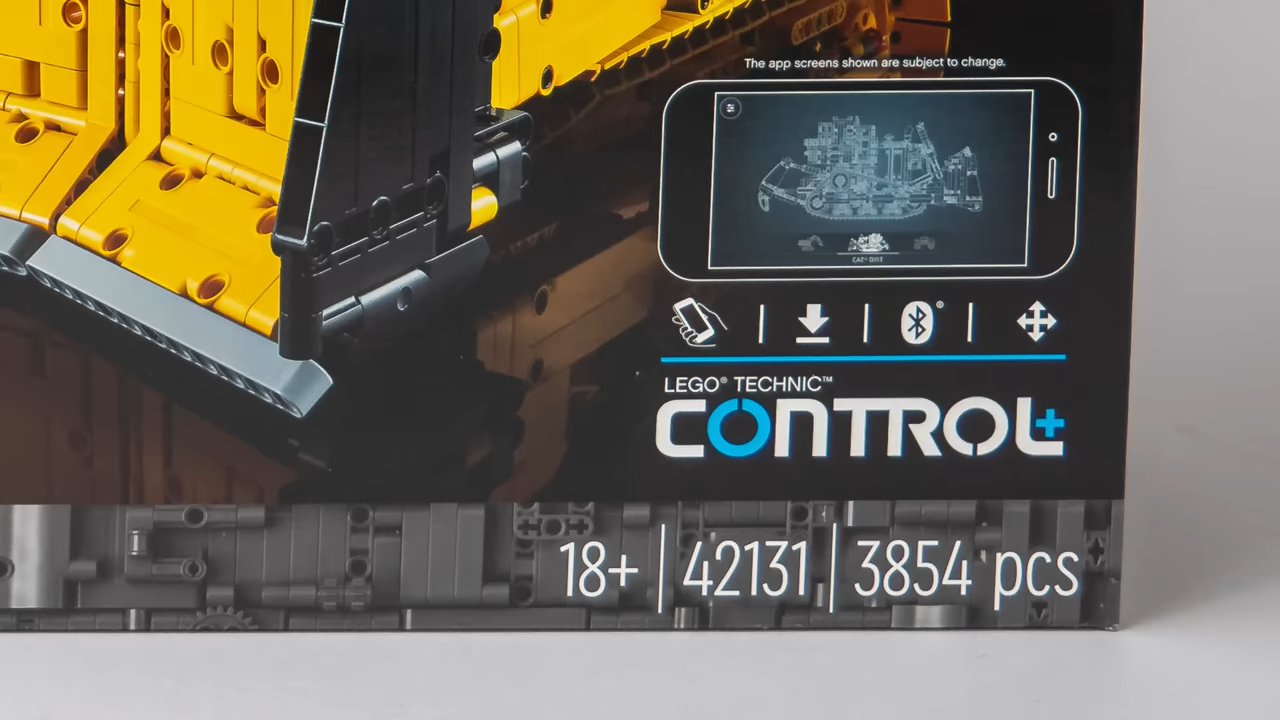 The app screens shown are subject to change.
CAT® D11T
LEGO® TECHNIC™
CONTROL+
18+ | 42131 | 3854 pcs